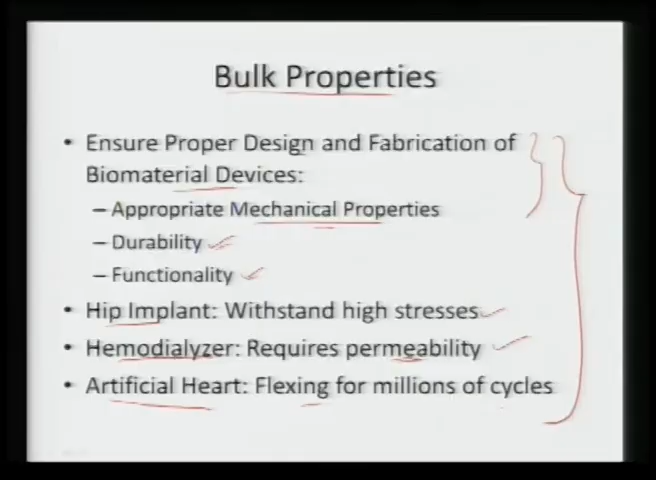 Bulk Properties
• Ensure Proper Design and Fabrication of
Biomaterial Devices:
– Appropriate Mechanical Properties
– Durability
– Functionality
• Hip Implant: Withstand high stresses
• Hemodialyzer: Requires permeability
• Artificial Heart: Flexing for millions of cycles